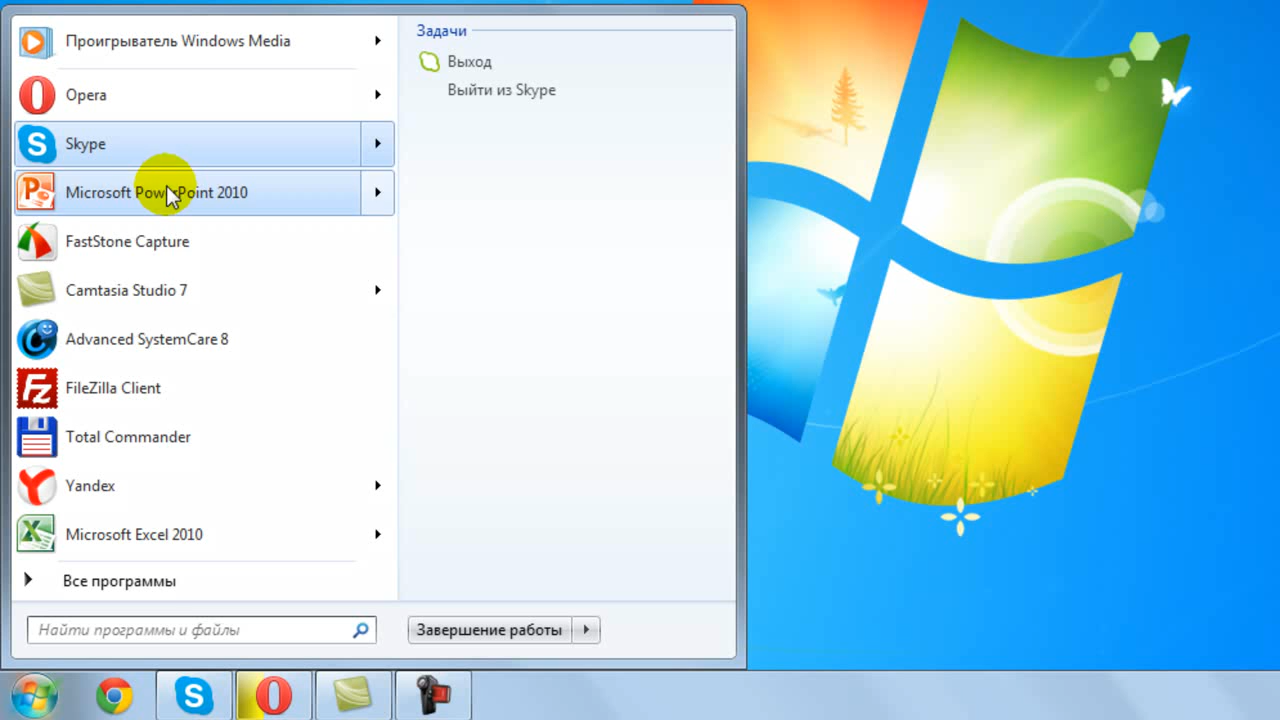 Проигрыватель Windows Media
Opera
Skype
Microsoft PowerPoint 2010
FastStone Capture
Camtasia Studio 7
Advanced SystemCare 8
FileZilla Client
Total Commander
Yandex
Microsoft Excel 2010
Все программы
Найти программы и файлы
Задачи
Выход
Выйти из Skype
Завершение работы